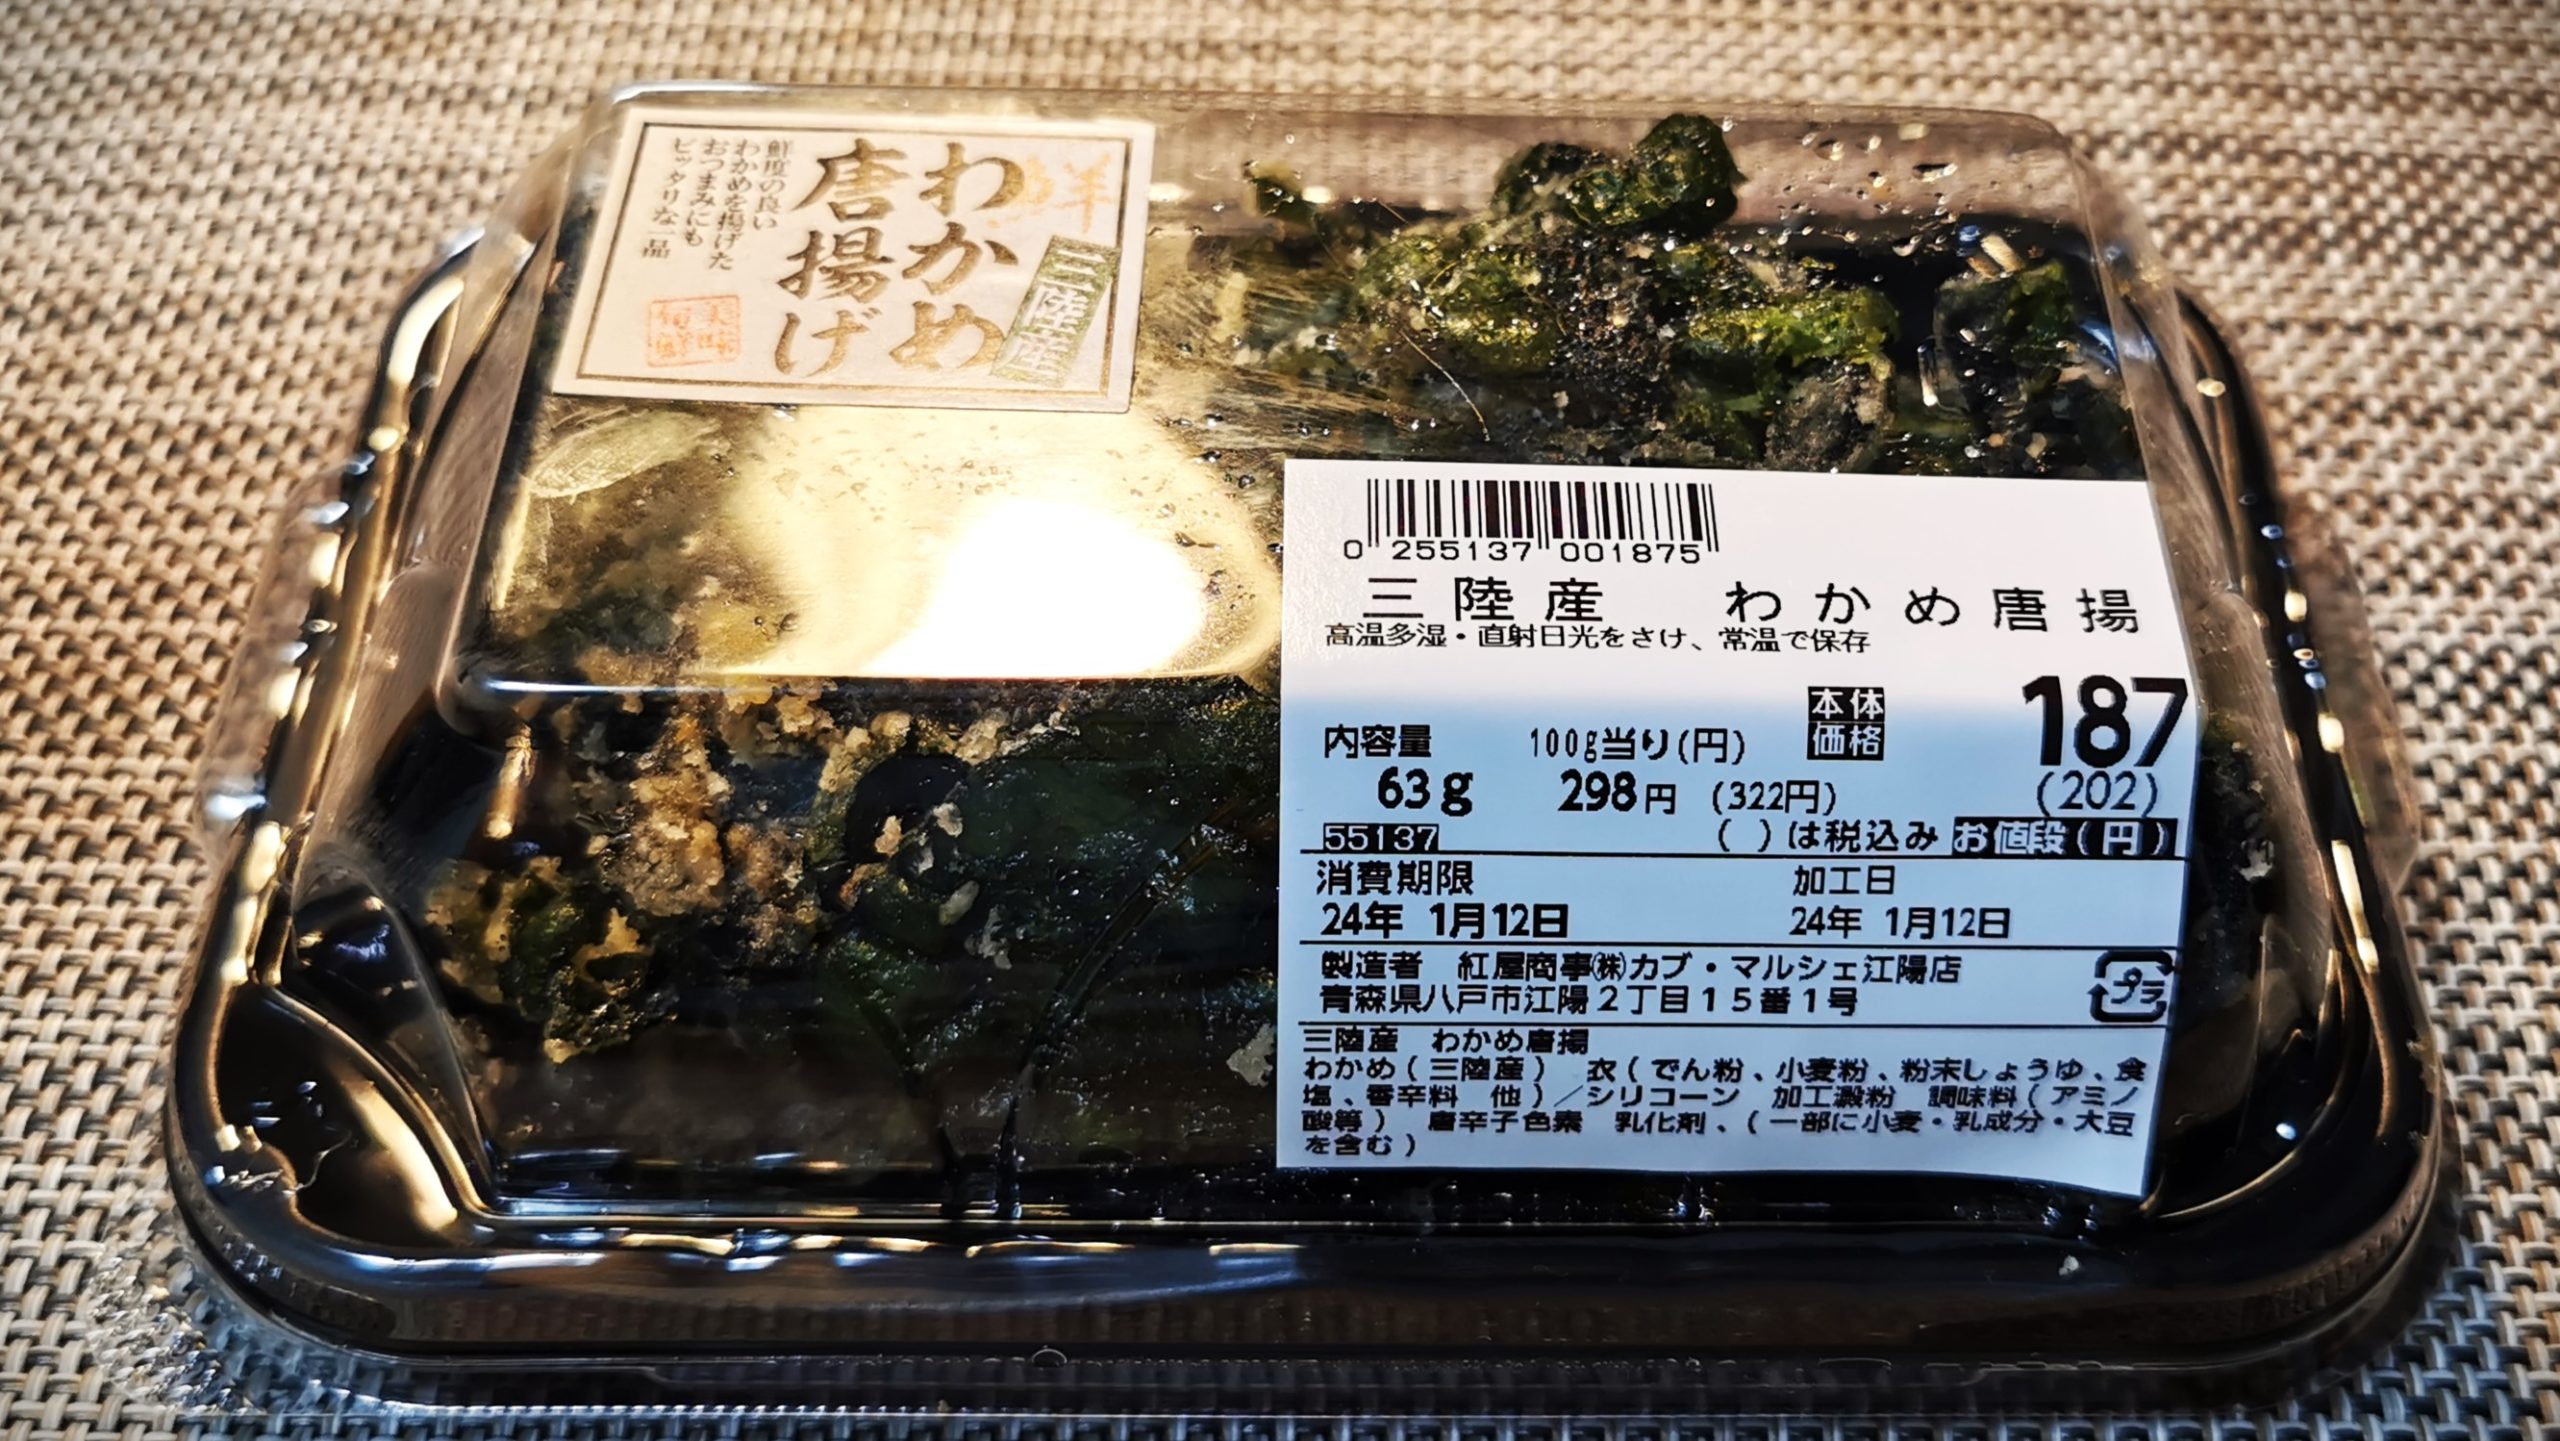 鮮
三陸産
わかめ
唐揚げ
鮮度の良い
わかめを揚げた
おつまみにも
ピッタリな一品
0 255137 001875
三陸産 わかめ唐揚
高温多湿・直射日光をさけ、常温で保存
内容量 100g当り(円) 本体価格 187
63g 298円 (322円) (202)
55137 ( )は税込み お値段(円)
消費期限 加工日
24年 1月12日 24年 1月12日
製造者 紅屋商事㈱カブ・マルシェ江陽店
青森県八戸市江陽2丁目15番1号
プラ
三陸産 わかめ唐揚
わかめ(三陸産) 衣(でん粉、小麦粉、粉末しょうゆ、食
塩、香辛料 他)／シリコーン 加工澱粉 調味料(アミノ
酸等) 唐辛子色素 乳化剤、(一部に小麦・乳成分・大豆
を含む)